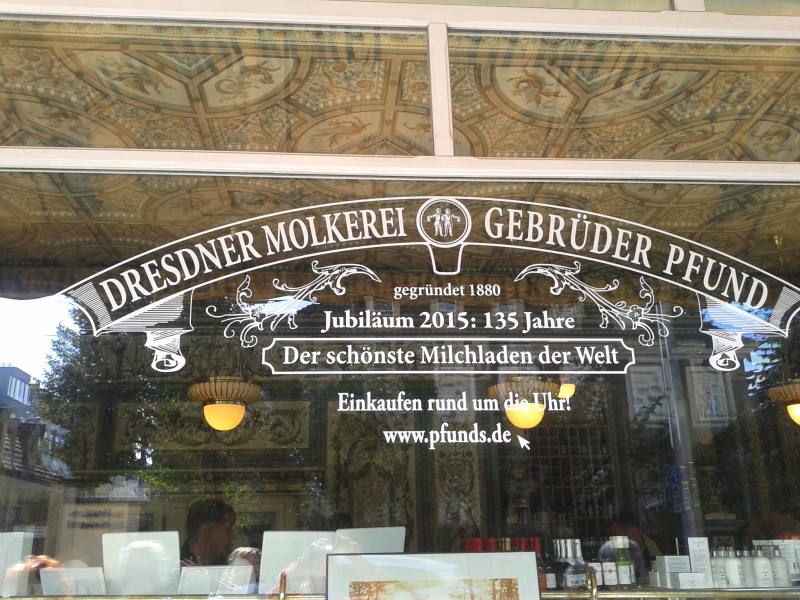 DRESDNER MOLKEREI GEBRÜDER PFUND
gegründet 1880
Jubiläum 2015: 135 Jahre
Der schönste Milchladen der Welt
Einkaufen rund um die Uhr!
www.pfunds.de